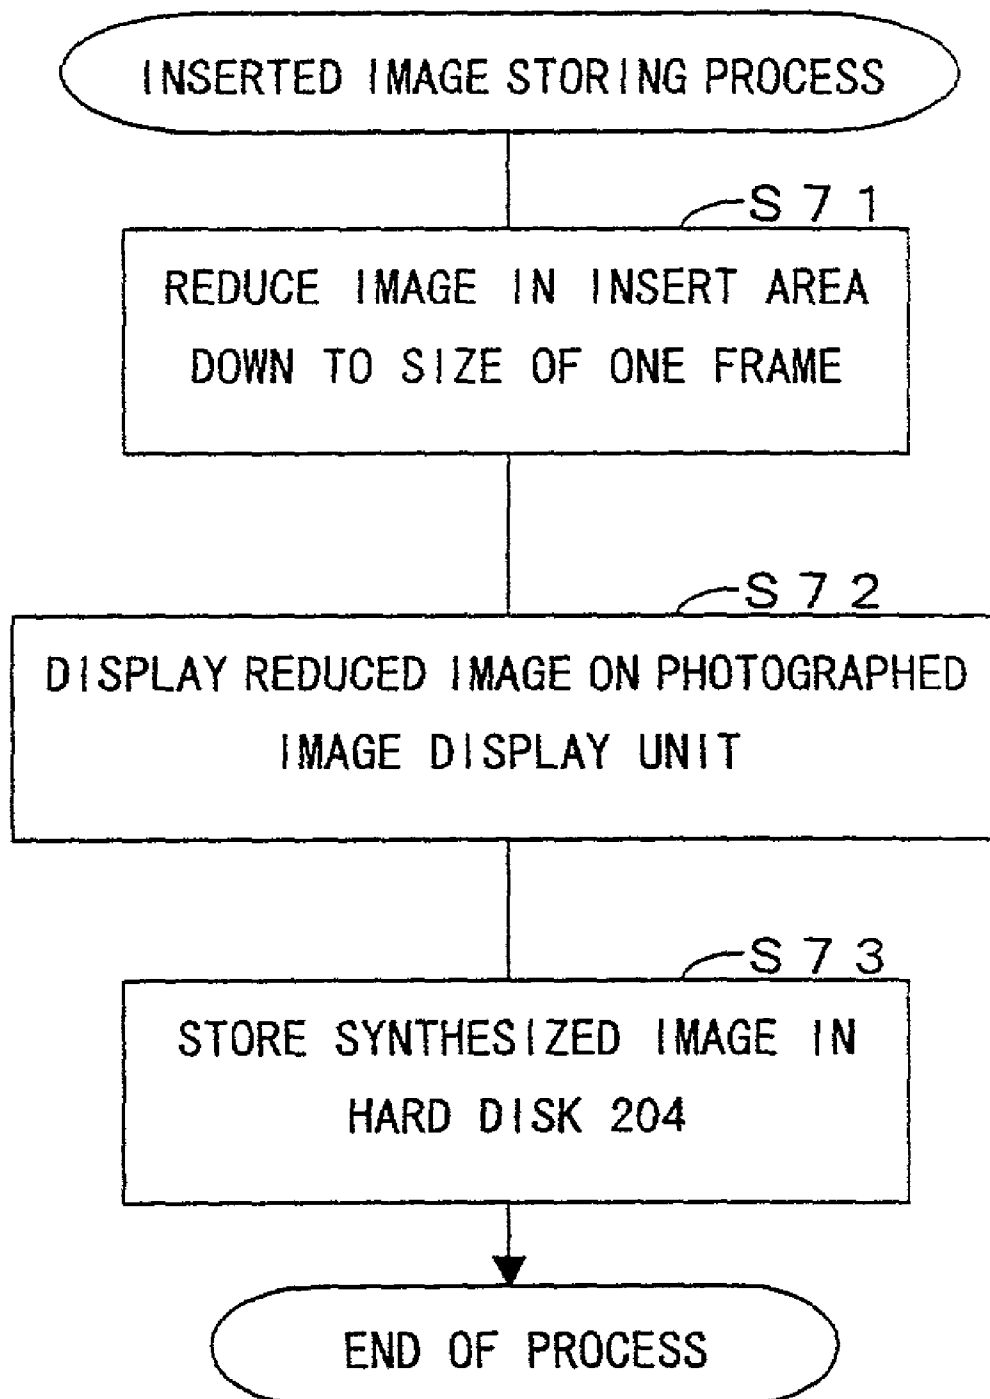 INSERTED IMAGE STORING PROCESS
S71
REDUCE IMAGE IN INSERT AREA
DOWN TO SIZE OF ONE FRAME
S72
DISPLAY REDUCED IMAGE ON PHOTOGRAPHED
IMAGE DISPLAY UNIT
S73
STORE SYNTHESIZED IMAGE IN
HARD DISK 204
END OF PROCESS